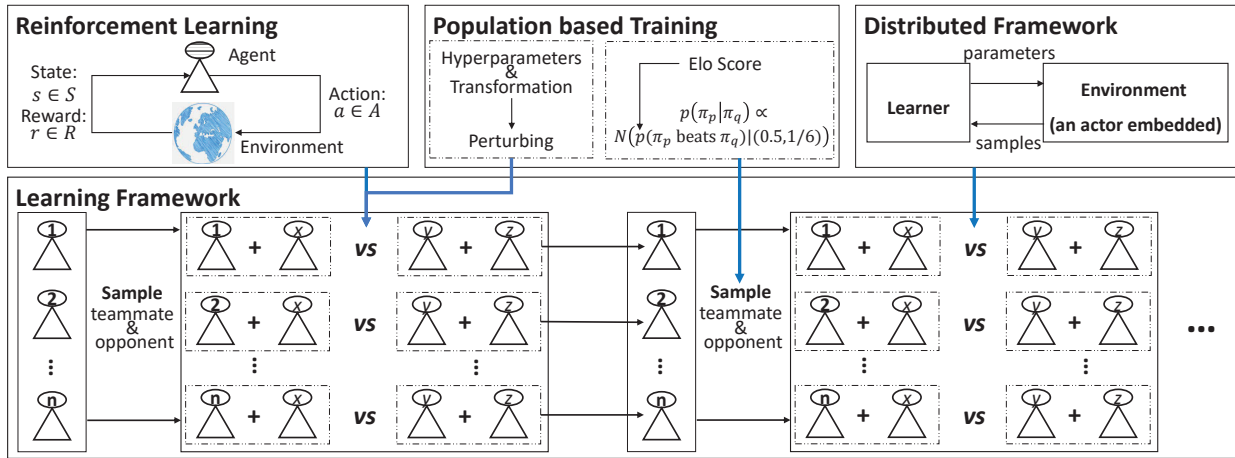 Reinforcement Learning
Agent
State:
s ∈ S
Reward:
r ∈ R
Action:
a ∈ A
Environment
Population based Training
Hyperparameters
&
Transformation
Perturbing
Elo Score
p(π_p|π_q) ∝
N(p(π_p beats π_q)|(0.5,1/6))
Distributed Framework
parameters
Learner
Environment
(an actor embedded)
samples
Learning Framework
1
2
⋮
n
Sample
teammate
&
opponent
1 + x vs y + z
2 + x vs y + z
⋮ ⋮
n + x vs y + z
1
2
⋮
n
Sample
teammate
&
opponent
1 + x vs y + z
2 + x vs y + z
⋮ ⋮
n + x vs y + z
...